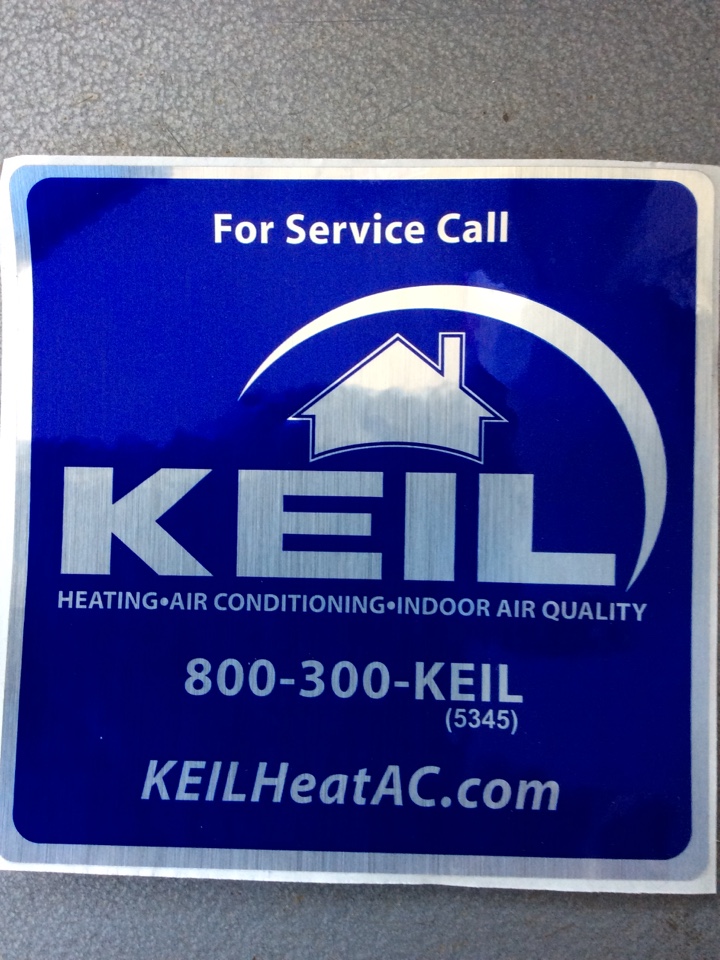 For Service Call
KEIL
HEATING•AIR CONDITIONING•INDOOR AIR QUALITY
800-300-KEIL
(5345)
KEILHeatAC.com